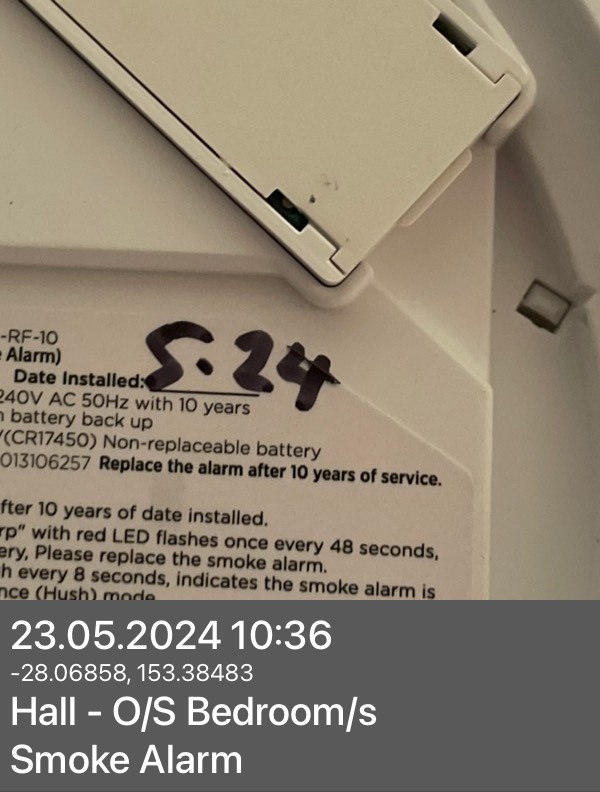 -RF-10
Alarm)
Date Installed: 5.24
240V AC 50Hz with 10 years
battery back up
(CR17450) Non-replaceable battery
013106257 Replace the alarm after 10 years of service.
fter 10 years of date installed.
rp" with red LED flashes once every 48 seconds,
ery, Please replace the smoke alarm.
h every 8 seconds, indicates the smoke alarm is
nce (Hush) mode
23.05.2024 10:36
-28.06858, 153.38483
Hall - O/S Bedroom/s
Smoke Alarm